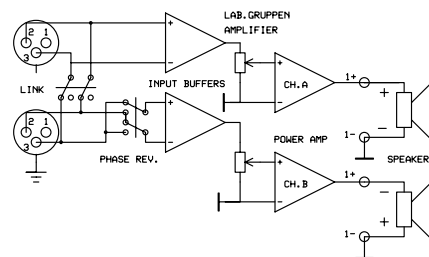 LAB.GRUPPEN
AMPLIFIER
2 1
3
+
−
LINK
INPUT BUFFERS
+
−
CH.A
1+
+
−
1-
2 1
3
+
−
PHASE REV.
POWER AMP
SPEAKER
+
−
CH.B
1+
−
+
1-